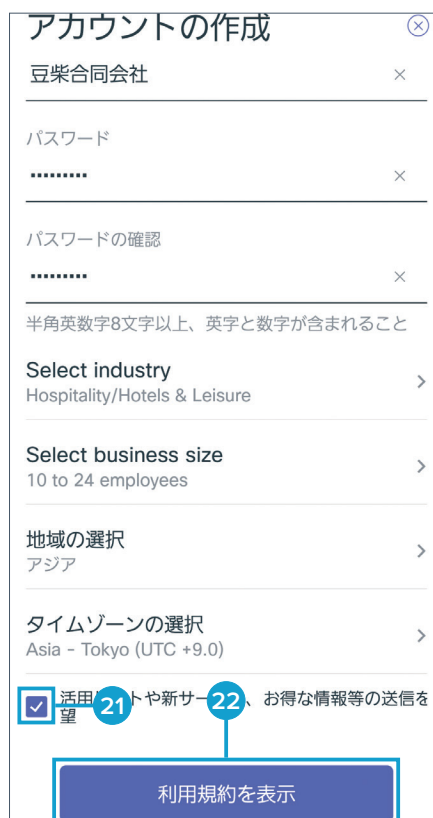 アカウントの作成
豆柴合同会社
パスワード
•••••••••
パスワードの確認
•••••••••
半角英数字8文字以上、英字と数字が含まれること
Select industry
Hospitality/Hotels & Leisure
Select business size
10 to 24 employees
地域の選択
アジア
タイムゾーンの選択
Asia - Tokyo (UTC +9.0)
活用 21 トや新サー 22 、お得な情報等の送信を
望
利用規約を表示